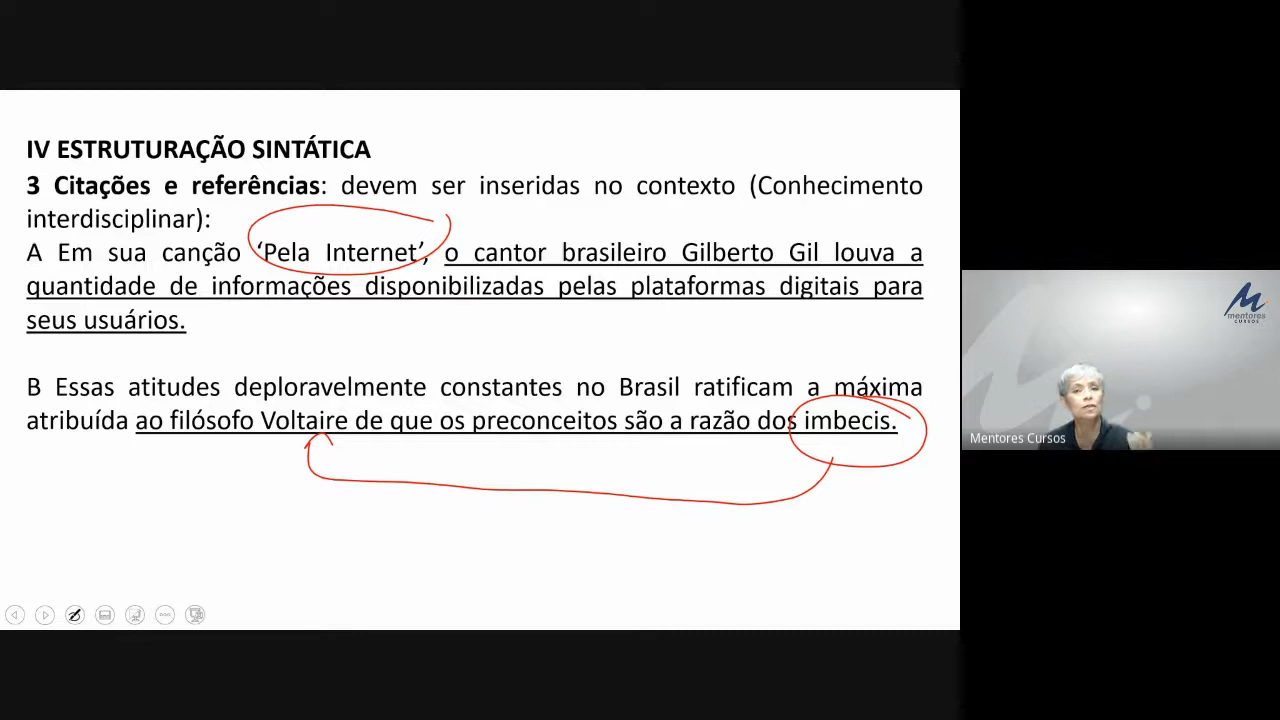 IV ESTRUTURAÇÃO SINTÁTICA
3 Citações e referências: devem ser inseridas no contexto (Conhecimento
interdisciplinar):
A Em sua canção ‘Pela Internet’, o cantor brasileiro Gilberto Gil louva a
quantidade de informações disponibilizadas pelas plataformas digitais para
seus usuários.
B Essas atitudes deploravelmente constantes no Brasil ratificam a máxima
atribuída ao filósofo Voltaire de que os preconceitos são a razão dos imbecis.
mentores
CURSOS
Mentores Cursos